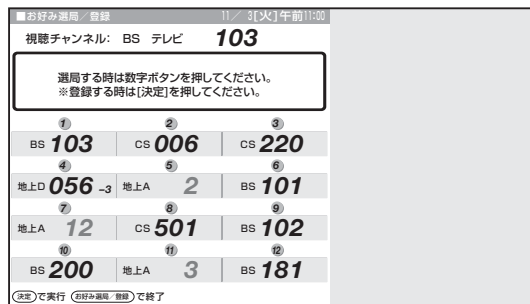 ■お好み選局／登録 11／ 3[火]午前11:00
視聴チャンネル： BS テレビ 103
選局する時は数字ボタンを押してください。
※登録する時は[決定]を押してください。
1 2 3
BS 103 CS 006 CS 220
4 5 6
地上D 056 -3 地上A 2 BS 101
7 8 9
地上A 12 CS 501 BS 102
10 11 12
BS 200 地上A 3 BS 181
決定で実行 お好み選局／登録で終了